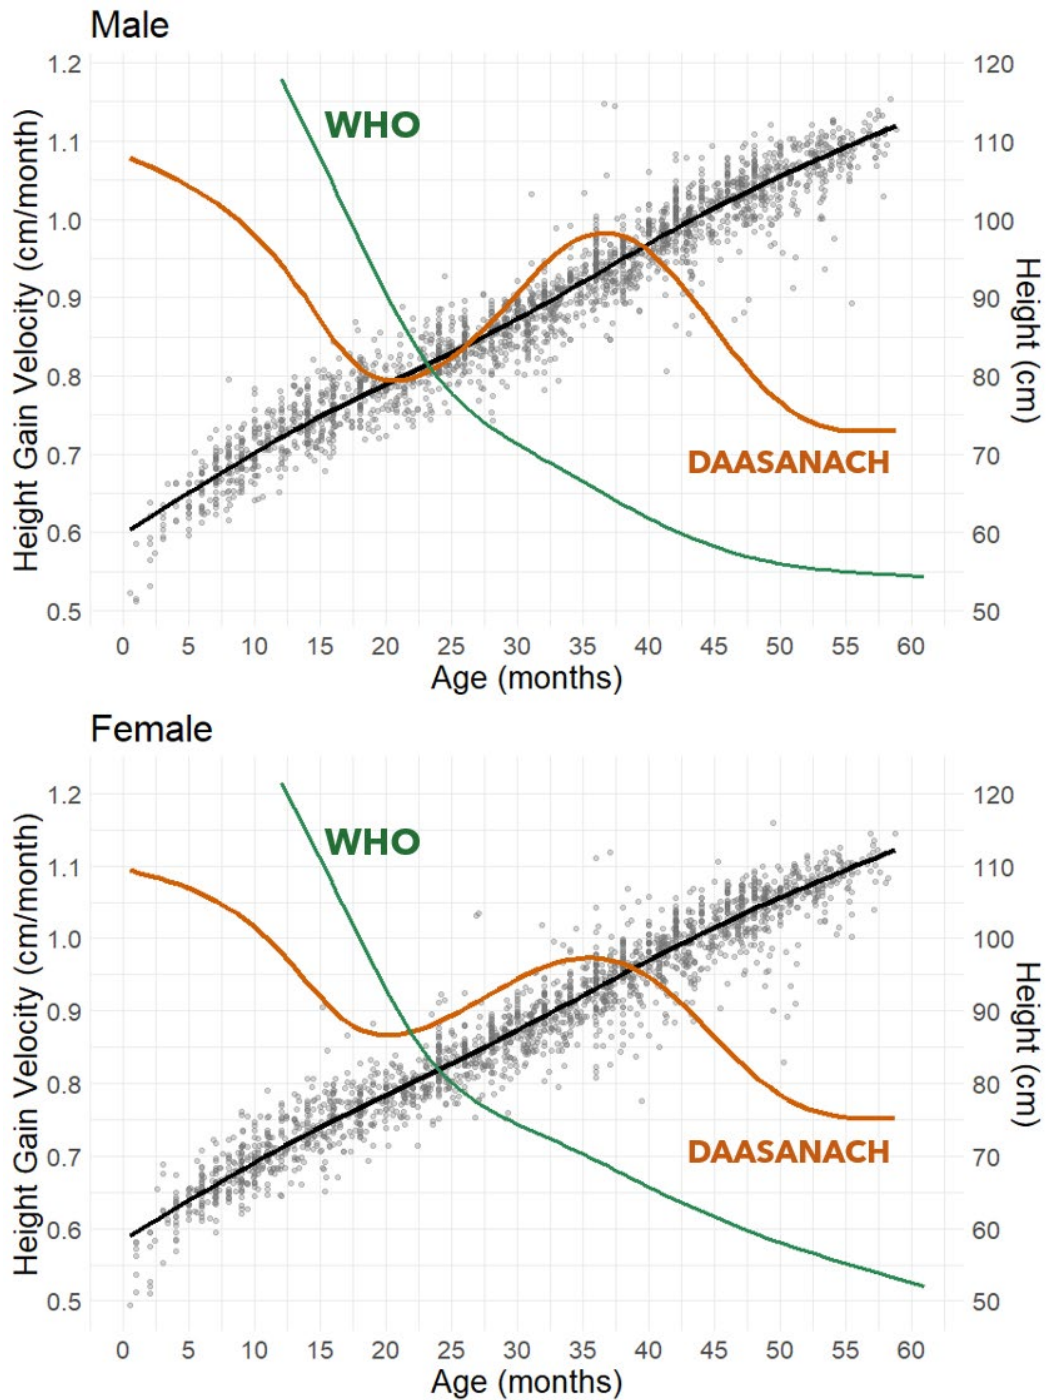 Male
1.2
1.1
1.0
0.9
0.8
0.7
0.6
0.5
Height Gain Velocity (cm/month)
WHO
DAASANACH
120
110
100
90
80
70
60
50
Height (cm)
0 5 10 15 20 25 30 35 40 45 50 55 60
Age (months)
Female
1.2
1.1
1.0
0.9
0.8
0.7
0.6
0.5
Height Gain Velocity (cm/month)
WHO
DAASANACH
120
110
100
90
80
70
60
50
Height (cm)
0 5 10 15 20 25 30 35 40 45 50 55 60
Age (months)